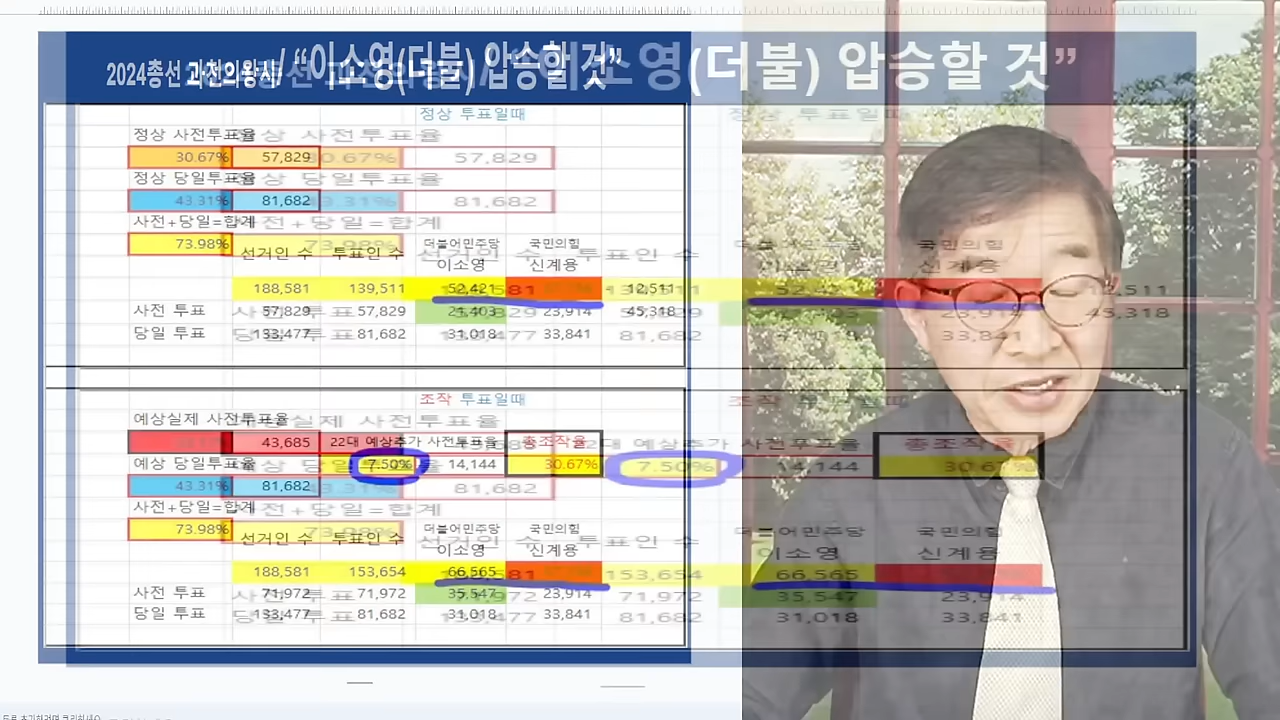 2024총선 과천의왕시/ “이소영(더불) 압승할 것”
정상 투표일때
정상 사전투표율
30.67% 57,829
정상 당일투표율
43.31% 81,682
사전+당일=합계
73.98% 선거인 수 투표인 수 더불어민주당 국민의힘
이소영 신계용
188,581 139,511 52,421 12,511
사전 투표 57,829 57,829 21,403 23,914 45,318
당일 투표 133,477 81,682 31,018 33,841
조작 투표일때
예상실제 사전투표율
43,685 22대 예상추가 사전투표율 총조작율
예상 당일투표율 7.50% 14,144 30.67%
43.31% 81,682
사전+당일=합계
73.98% 선거인 수 투표인 수 더불어민주당 국민의힘
이소영 신계용
188,581 153,654 66,565
사전 투표 71,972 71,972 35,547 23,914
당일 투표 133,477 81,682 31,018 33,841